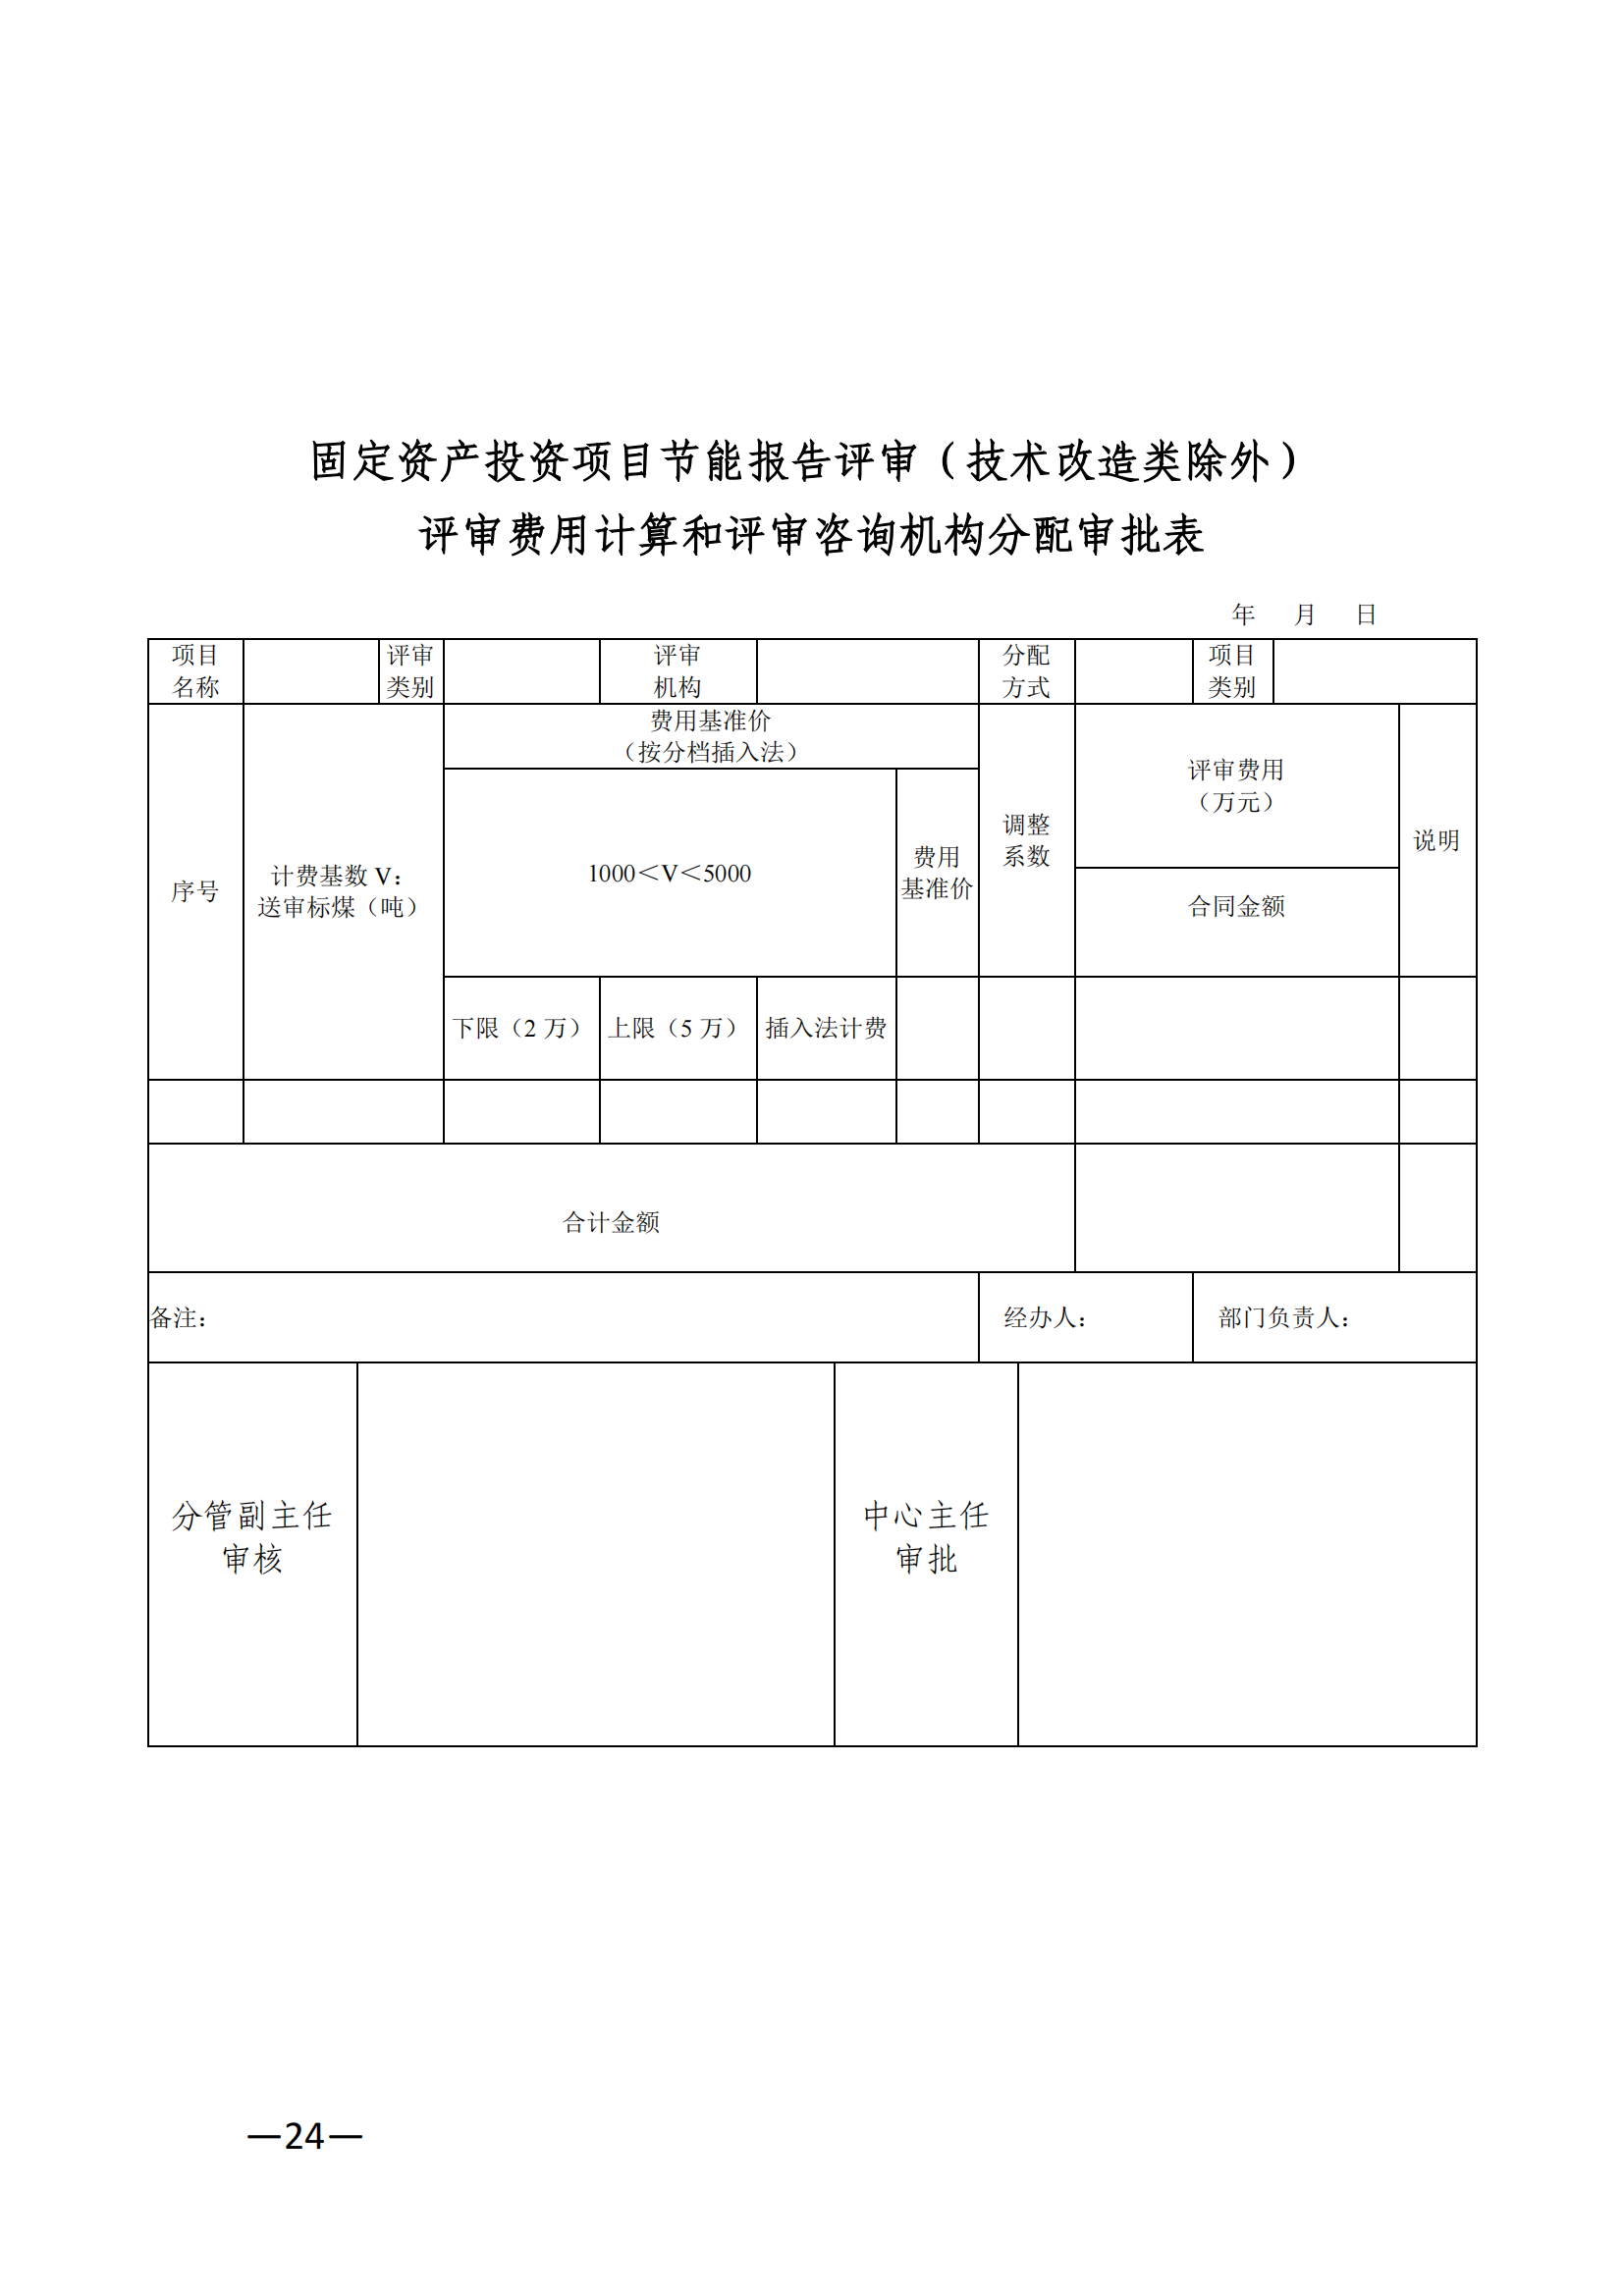 固定资产投资项目节能报告评审（技术改造类除外）
评审费用计算和评审咨询机构分配审批表
年 月 日
项目
名称
评审
类别
评审
机构
分配
方式
项目
类别
序号
计费基数 V：
送审标煤（吨）
费用基准价
（按分档插入法）
1000＜V＜5000
费用
基准价
调整
系数
评审费用
（万元）
合同金额
说明
下限（2 万）
上限（5 万）
插入法计费
合计金额
备注：
经办人：
部门负责人：
分管副主任
审核
中心主任
审批
—24—